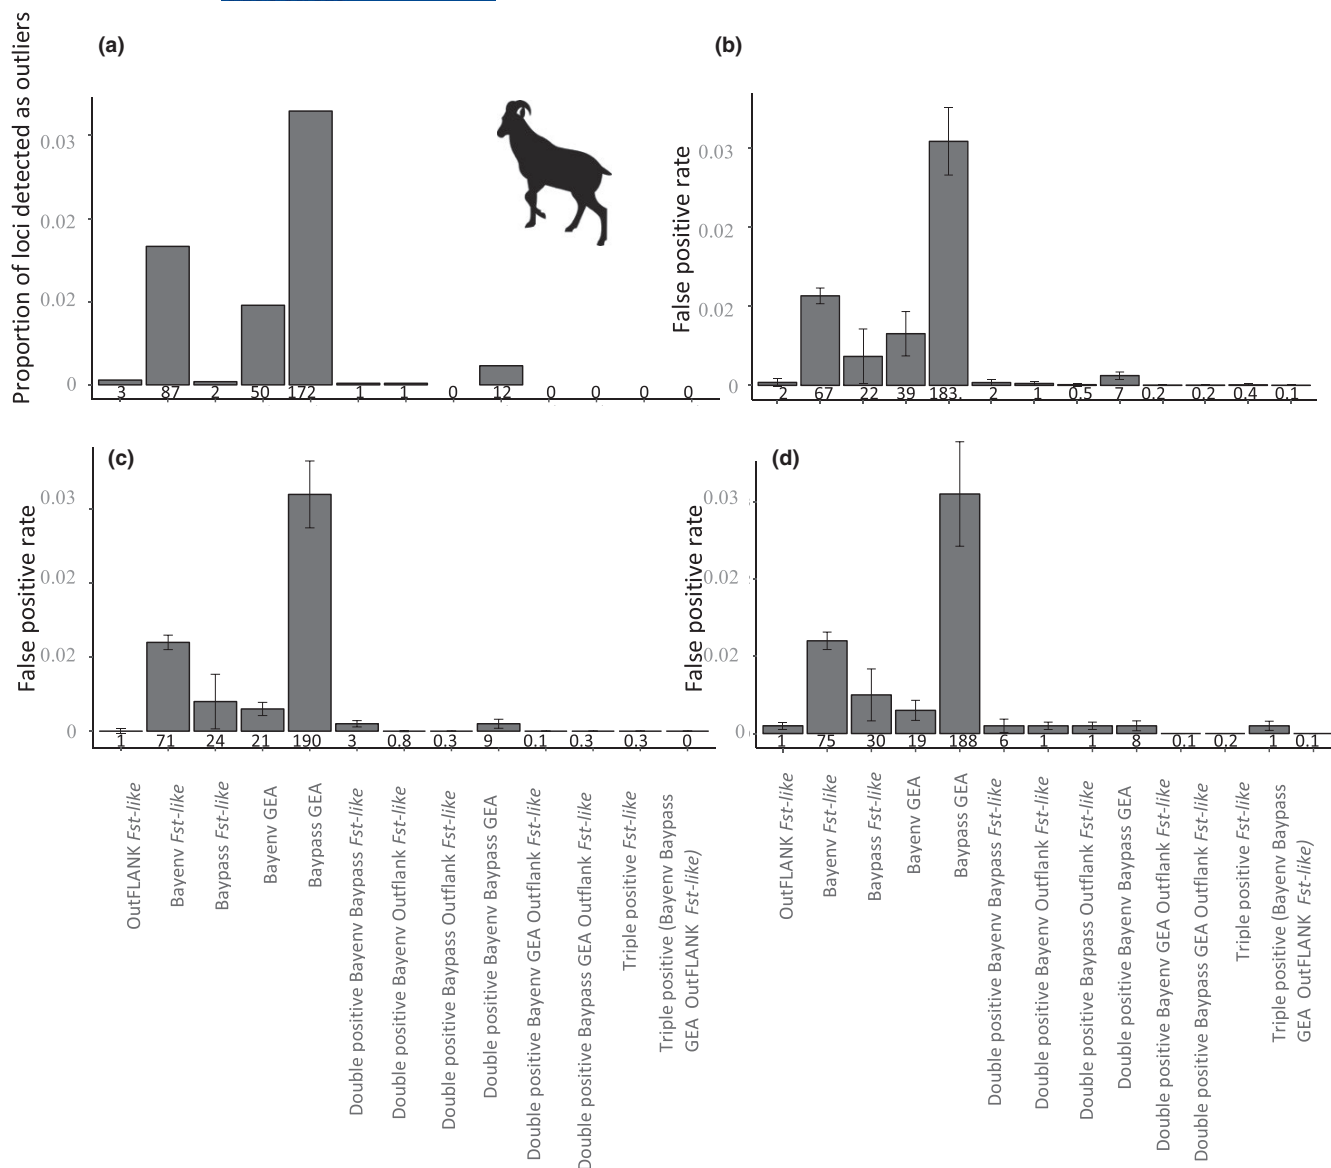 (a)
Proportion of loci detected as outliers
0.03
0.02
0.02
0
3 87 2 50 172 1 1 0 12 0 0 0 0
(b)
False positive rate
0.03
0.02
0.02
0
2 67 22 39 183. 2 1 0.5 7 0.2 0.2 0.4 0.1
(c)
False positive rate
0.03
0.02
0.02
0
1 71 24 21 190 3 0.8 0.3 9 0.1 0.3 0.3 0
OutFLANK Fst-like
Bayenv Fst-like
Baypass Fst-like
Bayenv GEA
Bypass GEA
Double positive Bayenv Baypass Fst-like
Double positive Bayenv Outflank Fst-like
Double positive Baypass Outflank Fst-like
Double positive Bayenv Baypass GEA
Double positive Bayenv GEA Outflank Fst-like
Double positive Baypass GEA Outflank Fst-like
Triple positive Fst-like
Triple positive (Bayenv Baypass
GEA OutFLANK Fst-like)
(d)
False positive rate
0.03
0.02
0.02
0
1 75 30 19 188 6 1 1 8 0.1 0.2 1 0.1
OutFLANK Fst-like
Bayenv Fst-like
Bypass Fst-like
Bayenv GEA
Bypass GEA
Double positive Bayenv Baypass Fst-like
Double positive Bayenv Outflank Fst-like
Double positive Baypass Outflank Fst-like
Double positive Bayenv Baypass GEA
Double positive Bayenv GEA Outflank Fst-like
Double positive Baypass GEA Outflank Fst-like
Triple positive Fst-like
Triple positive (Bayenv Baypass
GEA OutFLANK Fst-like)